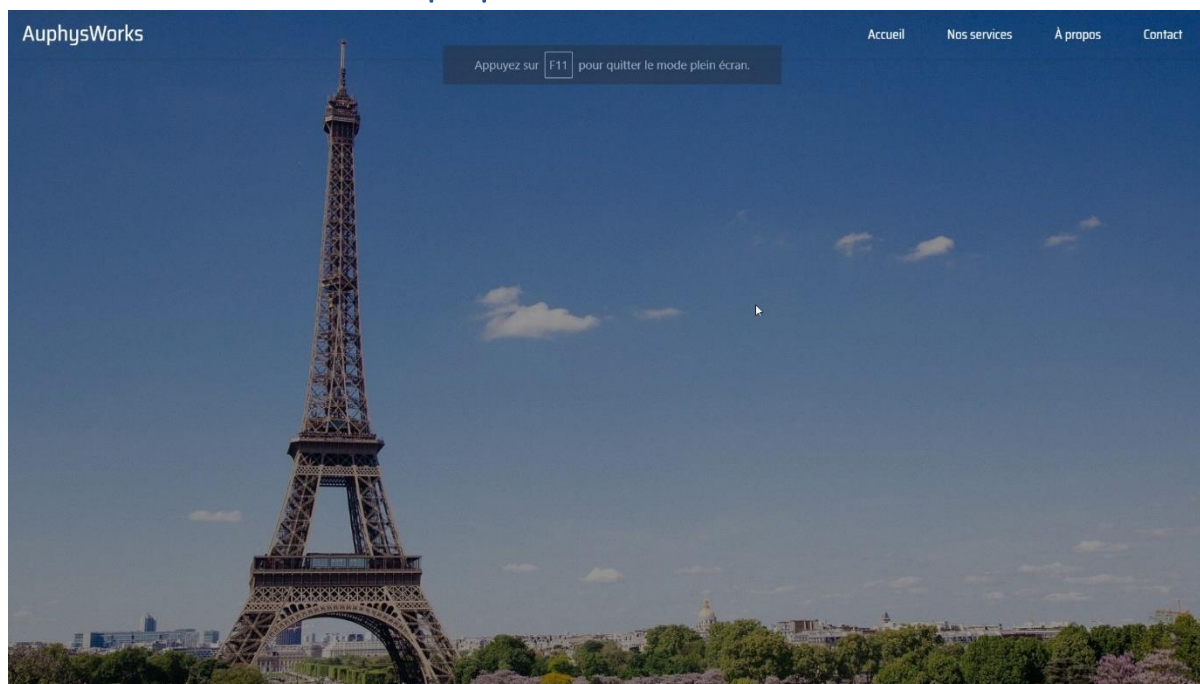 AuphysWorks
Accueil Nos services À propos Contact
Appuyez sur F11 pour quitter le mode plein écran.